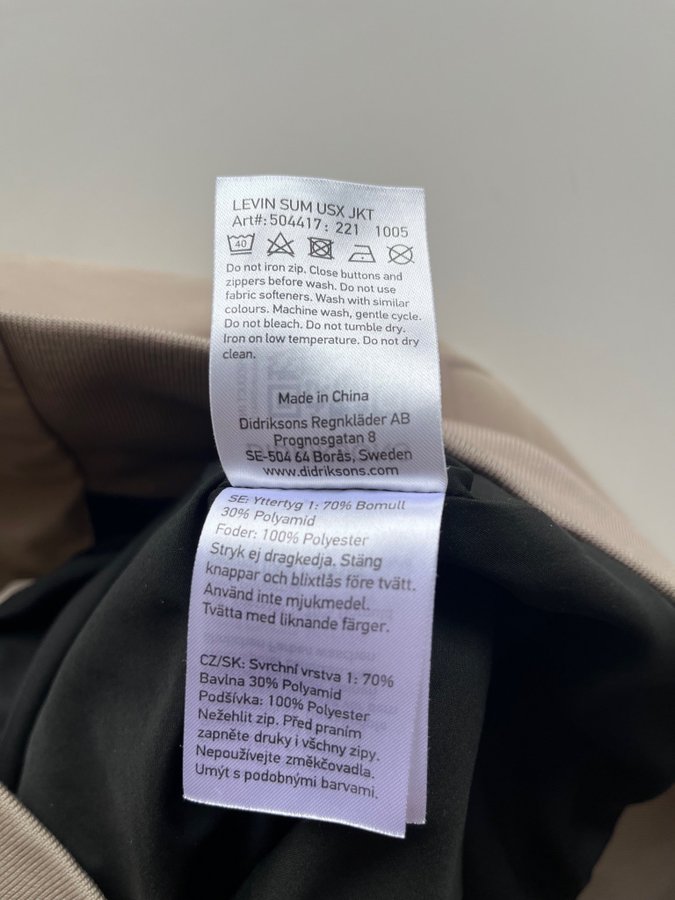 LEVIN SUM USX JKT
Art#: 504417: 221 1005
40
Do not iron zip. Close buttons and
zippers before wash. Do not use
fabric softeners. Wash with similar
colours. Machine wash, gentle cycle.
Do not bleach. Do not tumble dry.
Iron on low temperature. Do not dry
clean.
Made in China
Didriksons Regnkläder AB
Prognosgatan 8
SE-504 64 Borås, Sweden
www.didriksons.com
SE: Yttertyg 1: 70% Bomull
30% Polyamid
Foder: 100% Polyester
Stryk ej dragkedja. Stäng
knappar och blixtlås före tvätt.
Använd inte mjukmedel.
Tvätta med liknande färger.
CZ/SK: Svrchní vrstva 1: 70%
Bavlna 30% Polyamid
Podšívka: 100% Polyester
Nežehlit zip. Před praním
zapněte druky i všchny zipy.
Nepoužívejte změkčovadla.
Umýt s podobnými barvami.